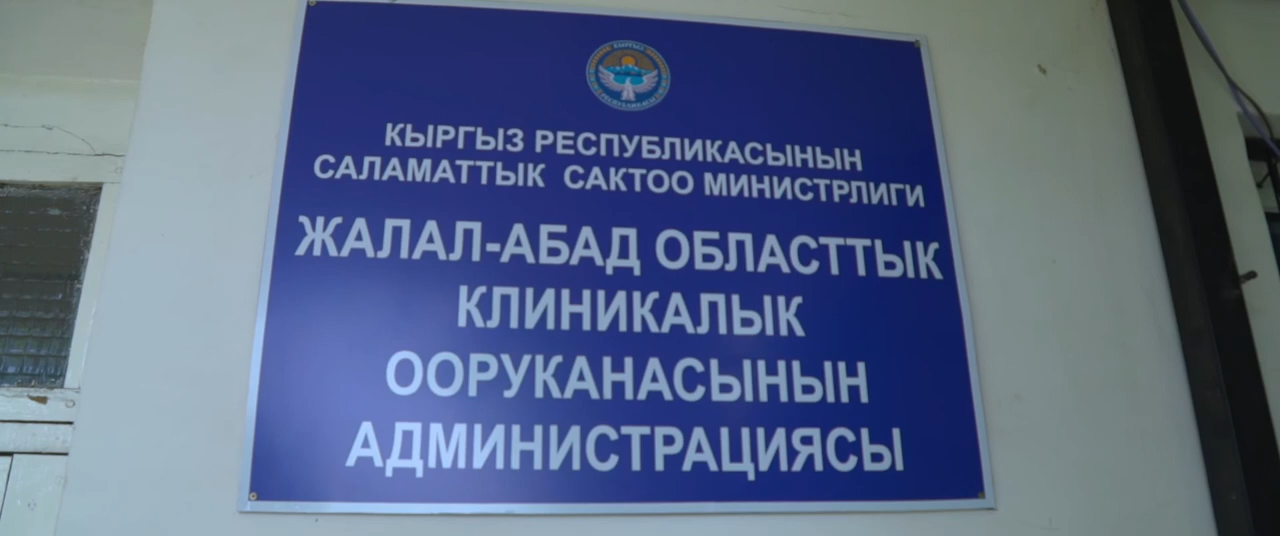 КЫРГЫЗ РЕСПУБЛИКАСЫНЫН
САЛАМАТТЫК САКТОО МИНИСТРЛИГИ
ЖАЛАЛ-АБАД ОБЛАСТТЫК
КЛИНИКАЛЫК
ООРУКАНАСЫНЫН
АДМИНИСТРАЦИЯСЫ